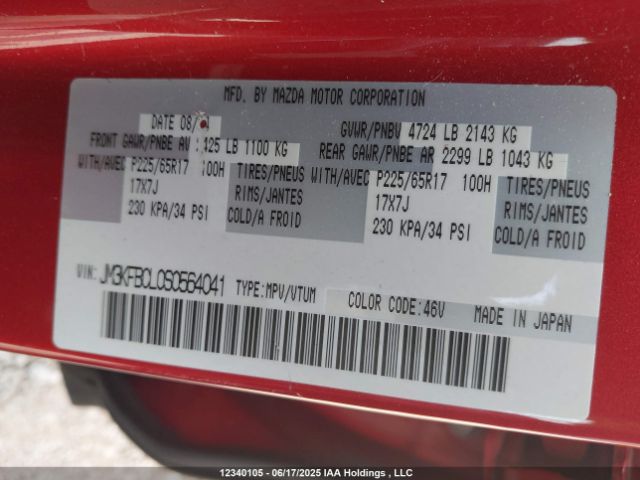 MFD. BY MAZDA MOTOR CORPORATION
DATE 08/ GVWR/PNBV 4724 LB 2143 KG
FRONT GAWR/PNBE AV 425 LB 1100 KG REAR GAWR/PNBE AR 2299 LB 1043 KG
WITH/AVEC P225/65R17 100H TIRES/PNEUS WITH/AVEC P225/65R17 100H TIRES/PNEUS
17X7J RIMS/JANTES 17X7J RIMS/JANTES
230 KPA/34 PSI COLD/A FROID 230 KPA/34 PSI COLD/A FROID
VIN: JM3KFBCL0S0564041 TYPE:MPV/VTUM COLOR CODE:46V MADE IN JAPAN
12340105 - 06/17/2025 IAA Holdings , LLC